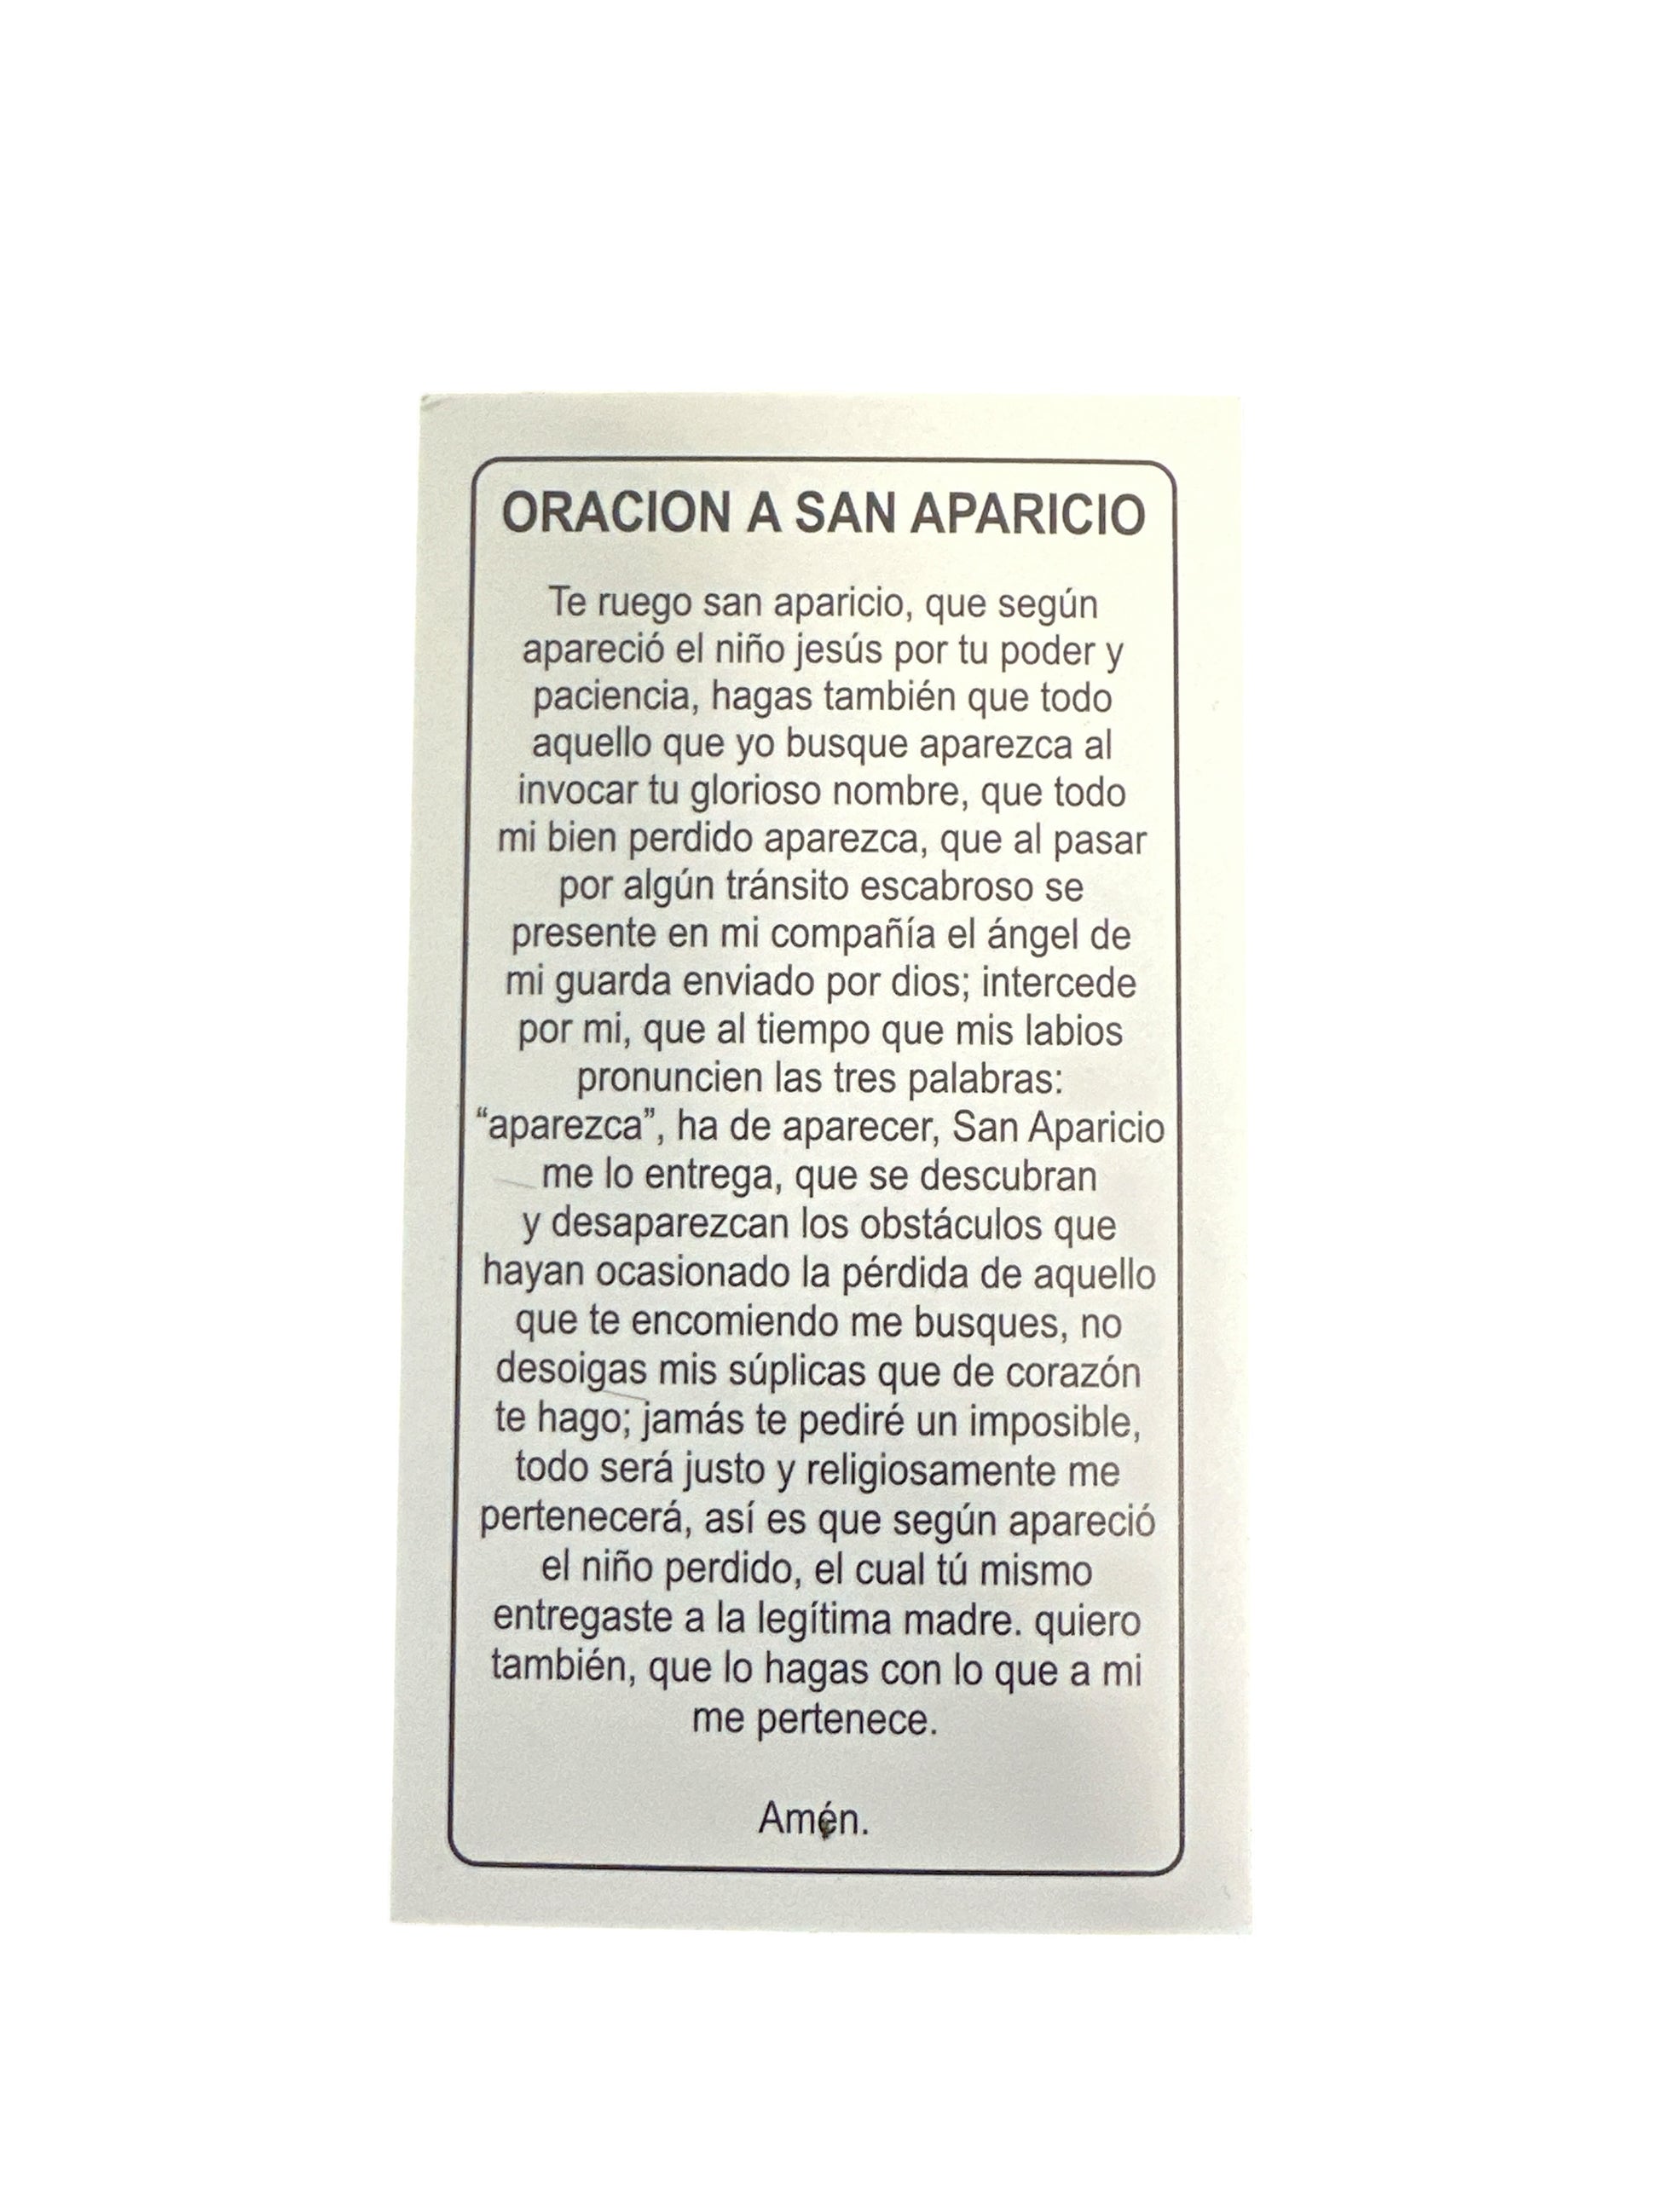 ORACION A SAN APARICIO
Te ruego san aparicio, que según
apareció el niño jesús por tu poder y
paciencia, hagas también que todo
aquello que yo busque aparezca al
invocar tu glorioso nombre, que todo
mi bien perdido aparezca, que al pasar
por algún tránsito escabroso se
presente en mi compañía el ángel de
mi guarda enviado por dios; intercede
por mi, que al tiempo que mis labios
pronuncien las tres palabras:
“aparezca”, ha de aparecer, San Aparicio
me lo entrega, que se descubran
y desaparezcan los obstáculos que
hayan ocasionado la pérdida de aquello
que te encomiendo me busques, no
desoigas mis súplicas que de corazón
te hago; jamás te pediré un imposible,
todo será justo y religiosamente me
pertenecerá, así es que según apareció
el niño perdido, el cual tú mismo
entregaste a la legítima madre. quiero
también, que lo hagas con lo que a mi
me pertenece.
Amén.